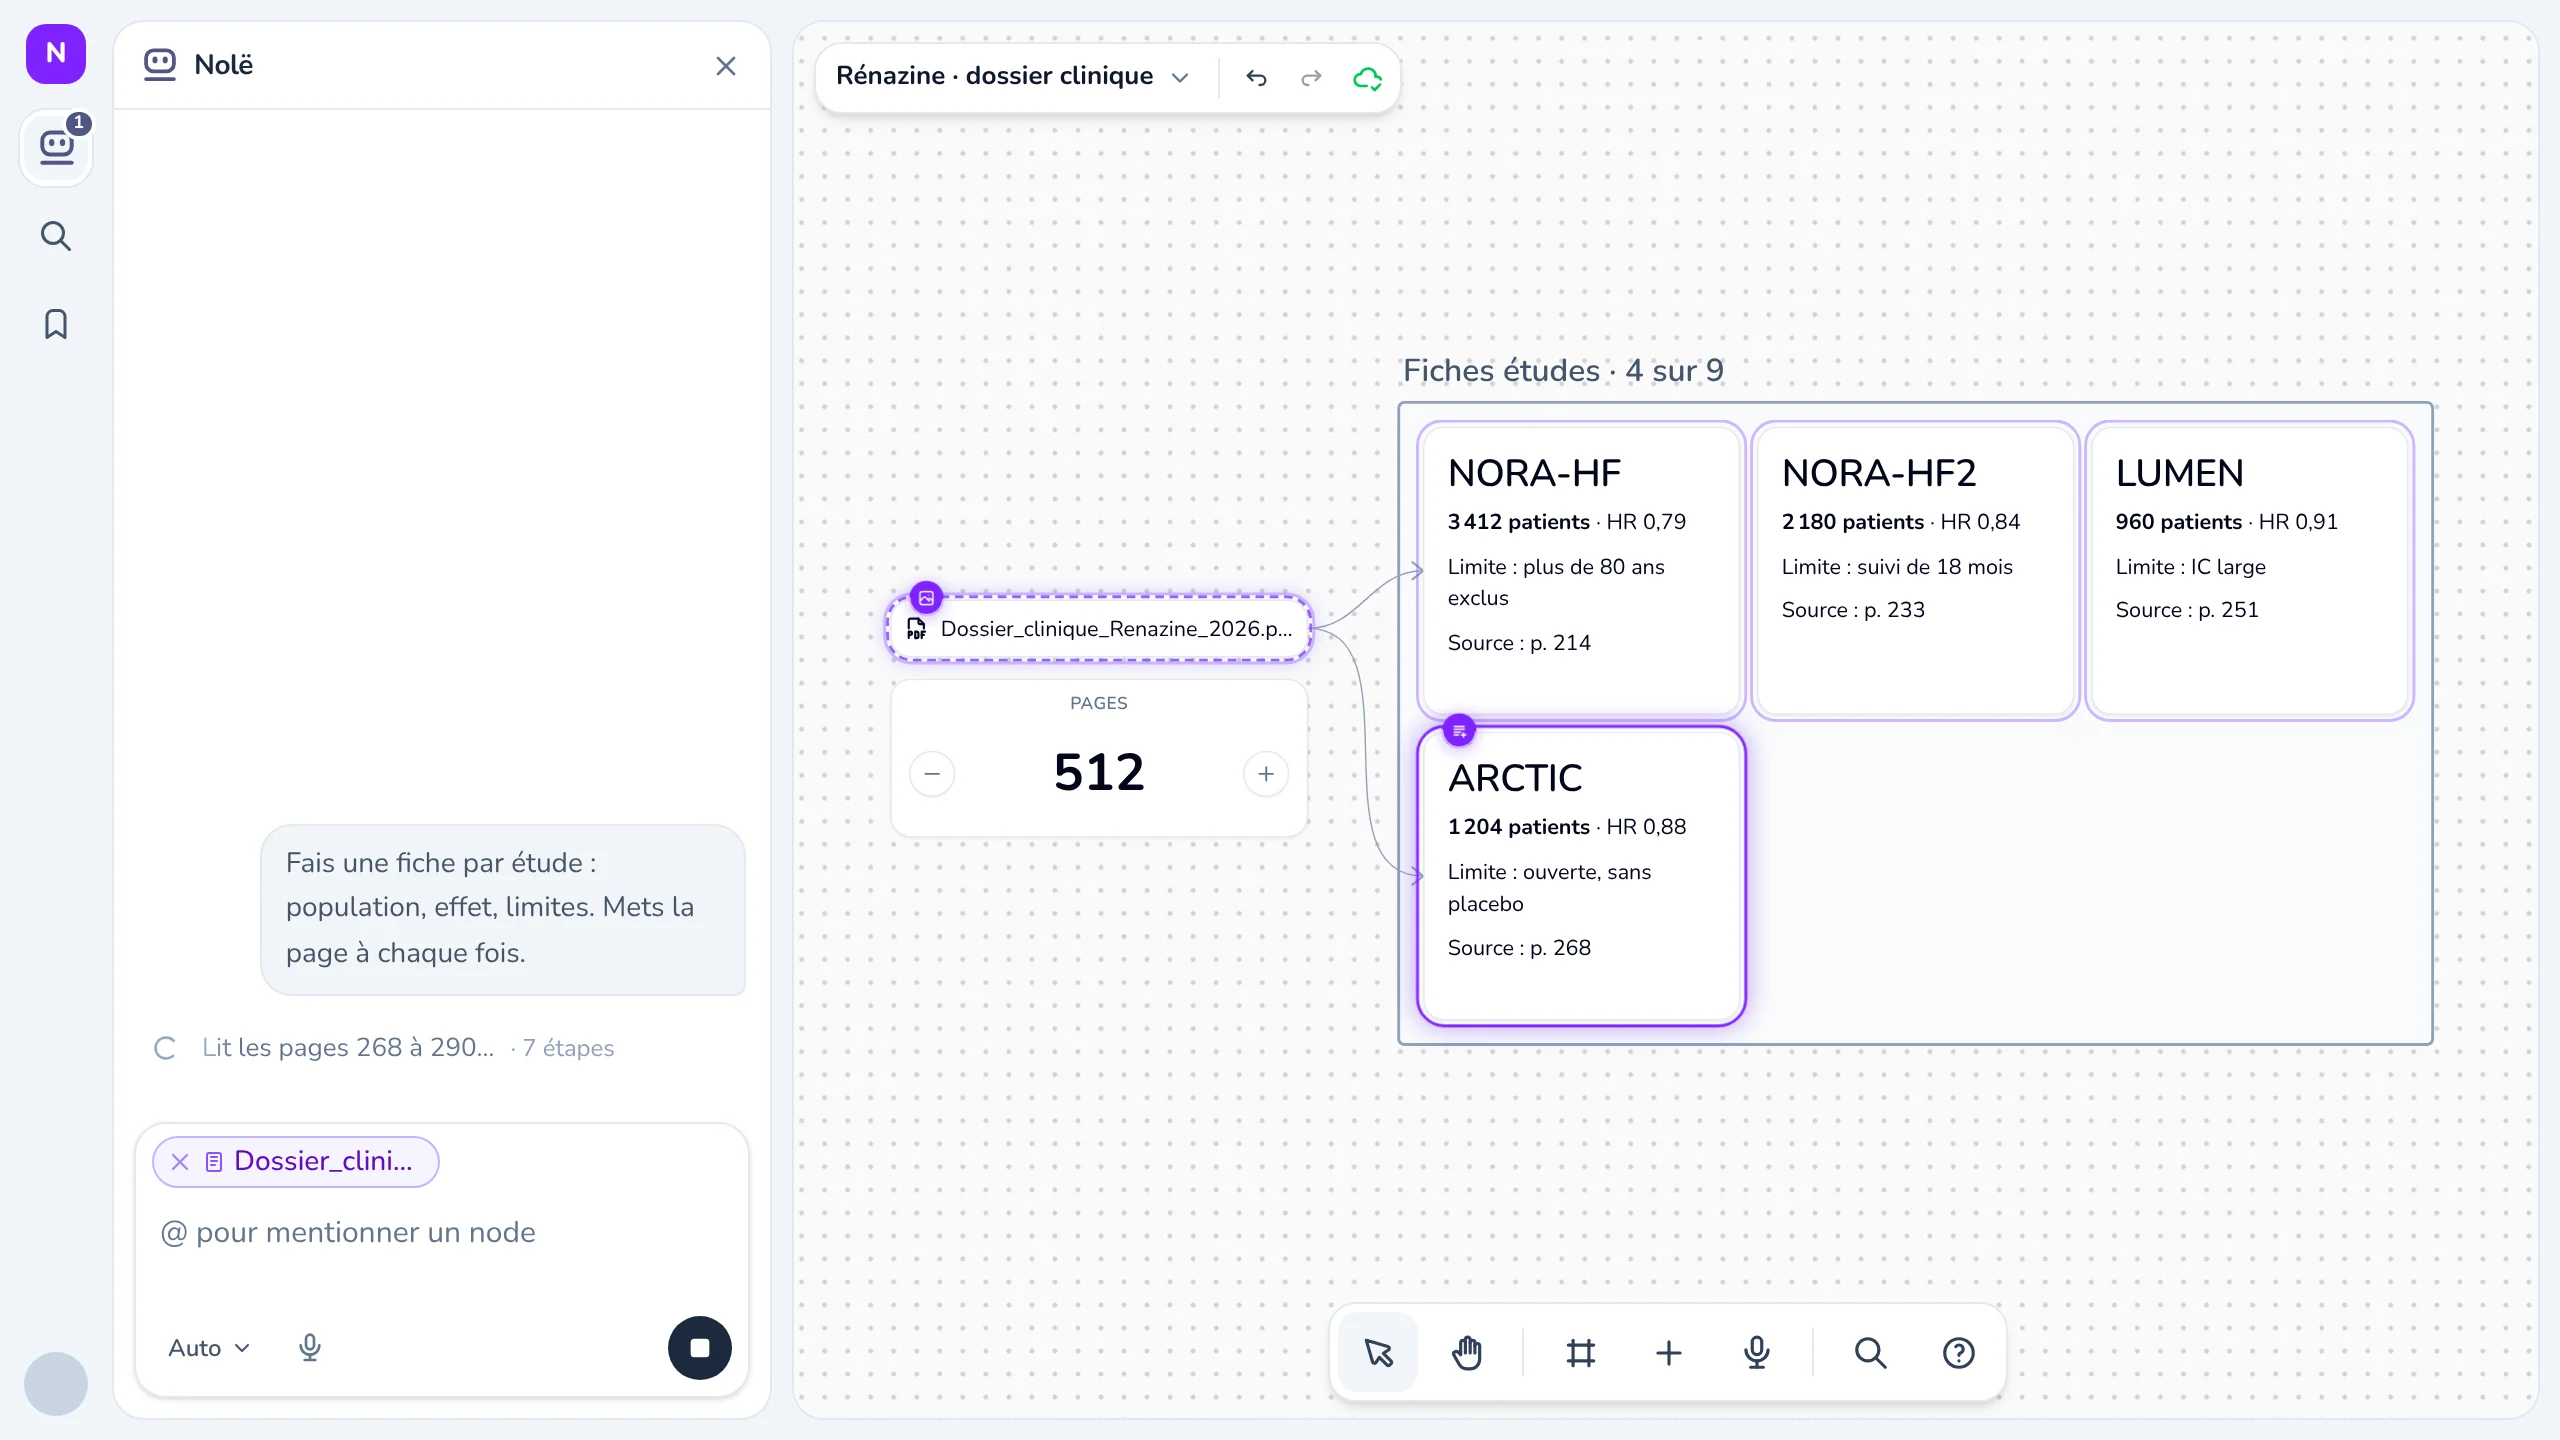 N
Nolë
1
Rénazine · dossier clinique
Fiches études · 4 sur 9
NORA-HF
3 412 patients · HR 0,79
Limite : plus de 80 ans
exclus
Source : p. 214
NORA-HF2
2 180 patients · HR 0,84
Limite : suivi de 18 mois
Source : p. 233
LUMEN
960 patients · HR 0,91
Limite : IC large
Source : p. 251
PDF
Dossier_clinique_Renazine_2026.p...
PAGES
512
ARCTIC
1 204 patients · HR 0,88
Limite : ouverte, sans
placebo
Source : p. 268
Fais une fiche par étude :
population, effet, limites. Mets la
page à chaque fois.
Lit les pages 268 à 290... · 7 étapes
Dossier_clini...
@ pour mentionner un node
Auto